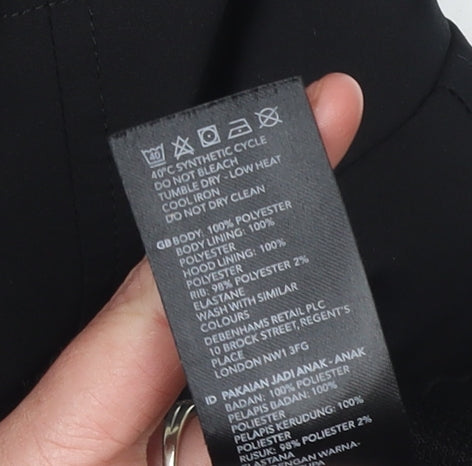 40
40°C SYNTHETIC CYCLE
DO NOT BLEACH
TUMBLE DRY - LOW HEAT
COOL IRON
DO NOT DRY CLEAN
GB BODY: 100% POLYESTER
BODY LINING: 100%
POLYESTER
HOOD LINING: 100%
POLYESTER
RIB: 98% POLYESTER 2%
ELASTANE
WASH WITH SIMILAR
COLOURS
DEBENHAMS RETAIL PLC
10 BROCK STREET, REGENT'S
PLACE
LONDON NW1 3FG
ID PAKAIAN JADI ANAK - ANAK
BADAN: 100% POLIESTER
PELAPIS BADAN: 100%
POLIESTER
PELAPIS KERUDUNG: 100%
POLIESTER
RUSUK: 98% POLIESTER 2%
ELASTANA
DENGAN WARNA-